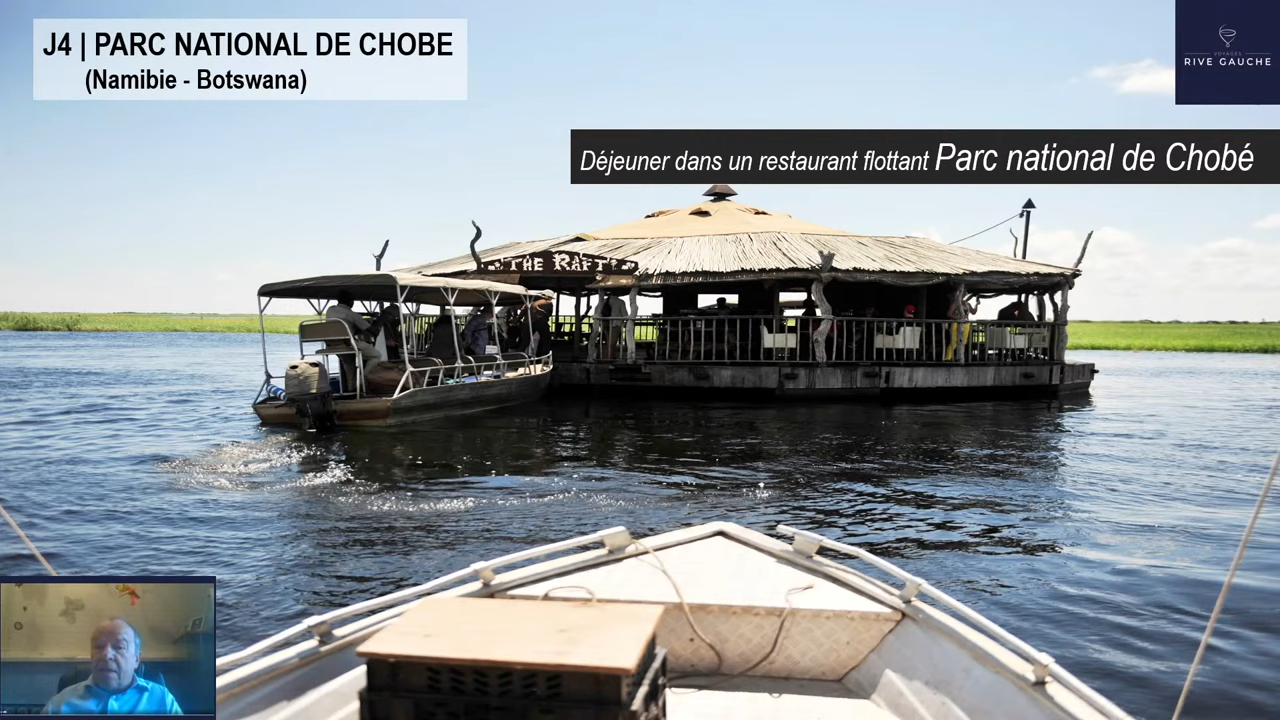 J4 | PARC NATIONAL DE CHOBE
(Namibie - Botswana)
VOYAGES
RIVE GAUCHE
Déjeuner dans un restaurant flottant Parc national de Chobé
THE RAFT